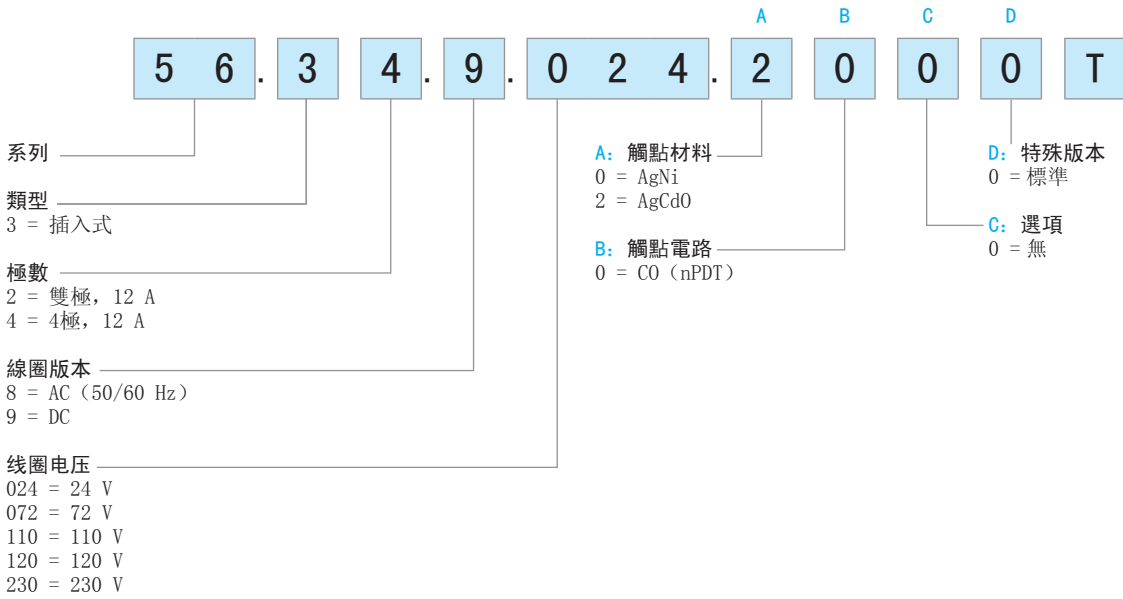 A B C D
5 6 . 3 4 . 9 . 0 2 4 . 2 0 0 0 T
系列
類型
3 = 插入式
極數
2 = 雙極，12 A
4 = 4極，12 A
線圈版本
8 = AC（50/60 Hz）
9 = DC
线圈电压
024 = 24 V
072 = 72 V
110 = 110 V
120 = 120 V
230 = 230 V
A：觸點材料
0 = AgNi
2 = AgCdO
B：觸點電路
0 = CO（nPDT）
D：特殊版本
0 = 標準
C：選項
0 = 無